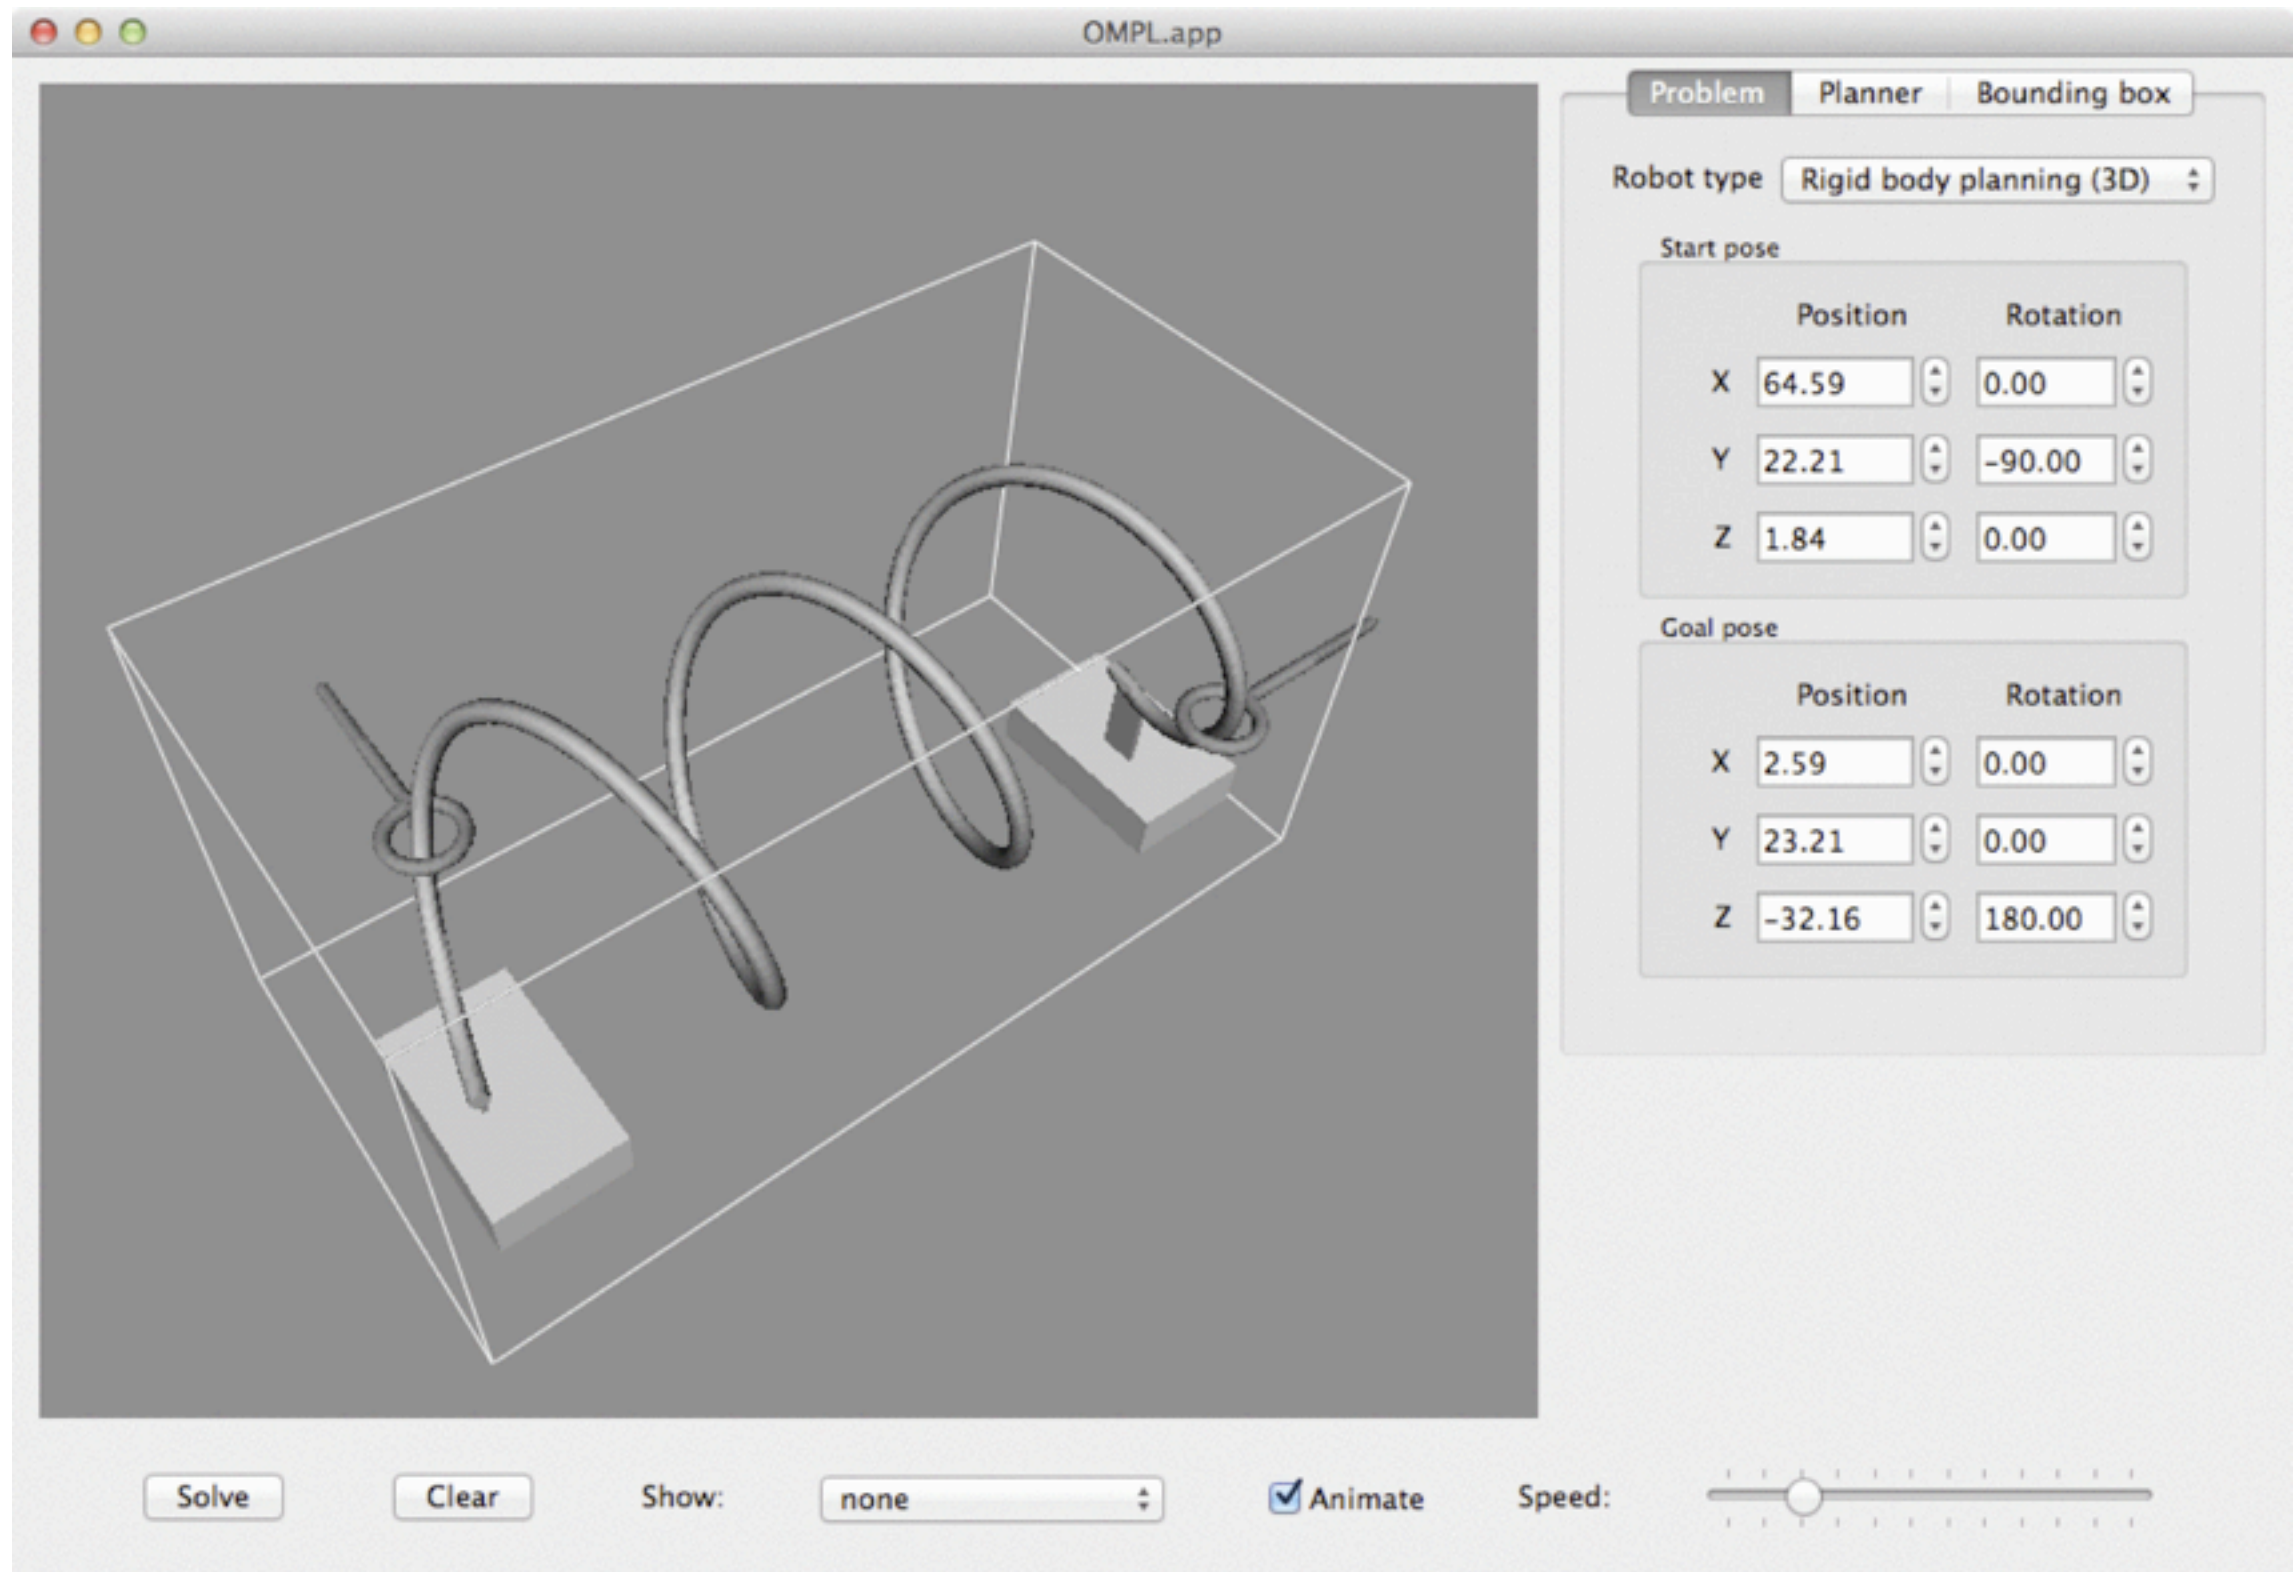 OMPL.app
Problem Planner Bounding box
Robot type Rigid body planning (3D)
Start pose
Position Rotation
X 64.59 0.00
Y 22.21 -90.00
Z 1.84 0.00
Goal pose
Position Rotation
X 2.59 0.00
Y 23.21 0.00
Z -32.16 180.00
Solve Clear Show: none Animate Speed: